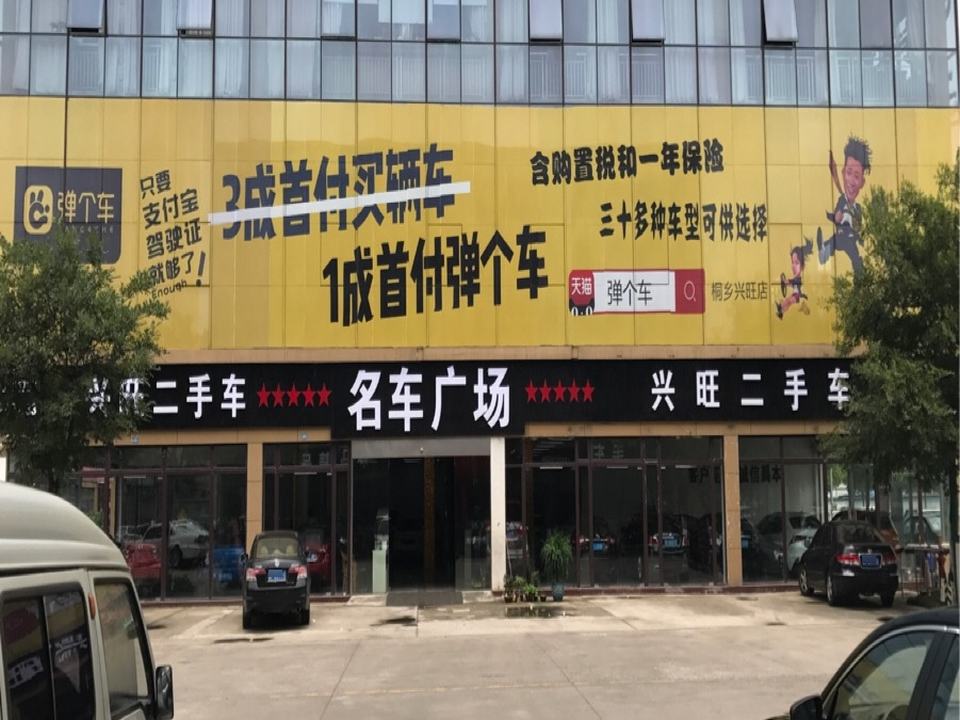 弹个车
只要
支付宝
驾驶证
就够了!
Enough
3成首付买辆车
1成首付弹个车
含购置税和一年保险
三十多种车型可供选择
天猫
弹个车
桐乡兴旺店
兴旺二手车 ★★★★★ 名车广场 ★★★★★ 兴旺二手车